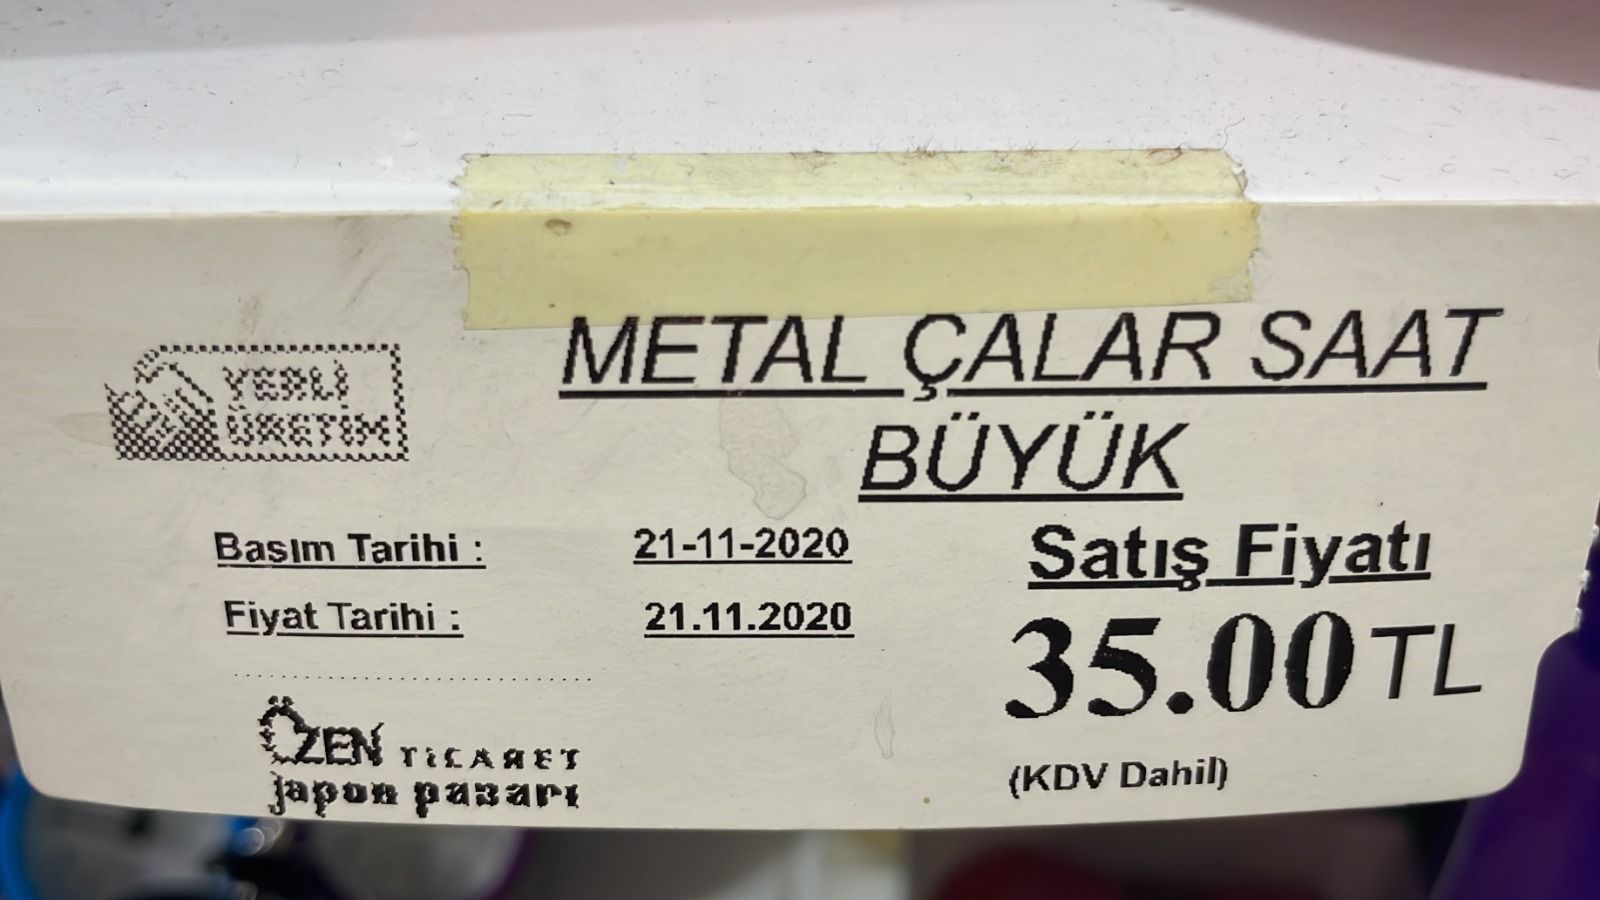 METAL ÇALAR SAAT
BÜYÜK
YERLİ
ÜRETİM
Basım Tarihi : 21-11-2020
Fiyat Tarihi : 21.11.2020
Satış Fiyatı
35.00 TL
(KDV Dahil)
ÖZEN TİCARET
japon pazarı